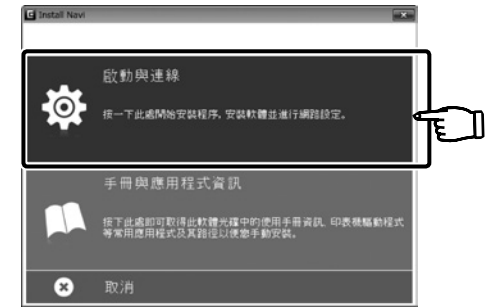 Install Navi
啟動與連線
按一下此處開始安裝程序, 安裝軟體並進行網路設定。
手冊與應用程式資訊
按下此處即可取得此軟體光碟中的使用手冊資訊, 印表機驅動程式
等常用應用程式及其路徑以便您手動安裝。
取消